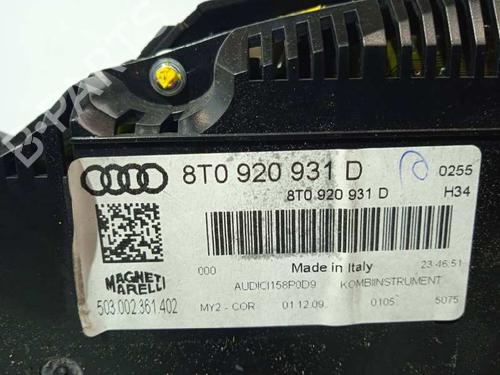 B-PARTS
8T0 920 931 D
0255
8T0 920 931 D
H34
000
Made in Italy
23:46:51
AUDICI158P0D9
KOMBIINSTRUMENT
MAGNETI
MARELLI
503.002.361.402
MY2 - COR
01.12.09
0105
5075